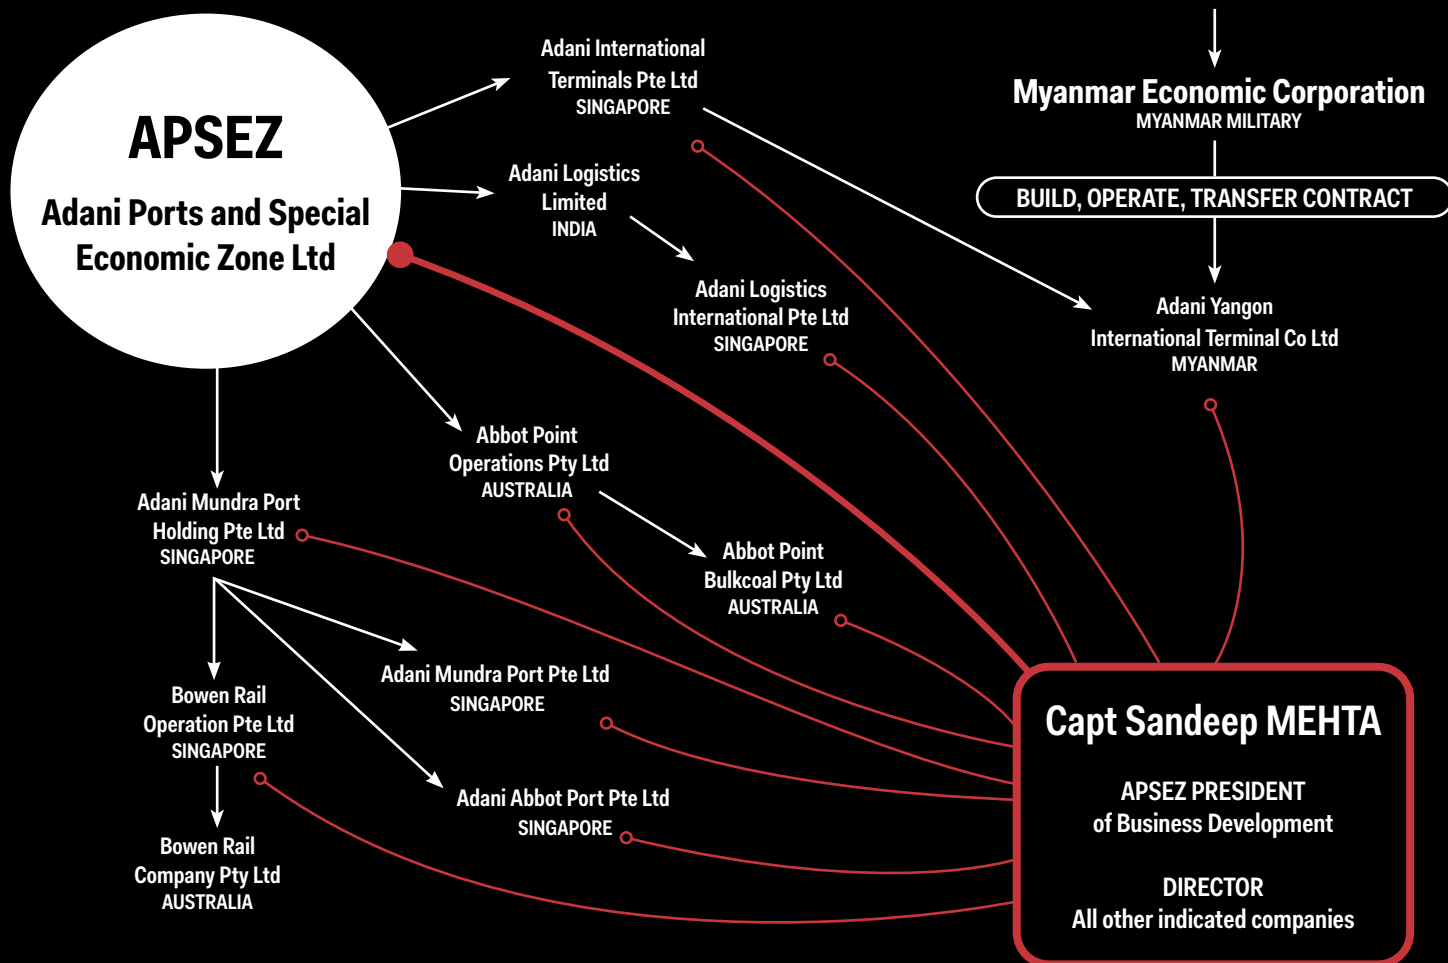 APSEZ
Adani Ports and Special
Economic Zone Ltd
Adani International
Terminals Pte Ltd
SINGAPORE
Adani Logistics
Limited
INDIA
Adani Logistics
International Pte Ltd
SINGAPORE
Myanmar Economic Corporation
MYANMAR MILITARY
BUILD, OPERATE, TRANSFER CONTRACT
Adani Yangon
International Terminal Co Ltd
MYANMAR
Abbot Point
Operations Pty Ltd
AUSTRALIA
Abbot Point
Bulkcoal Pty Ltd
AUSTRALIA
Adani Mundra Port
Holding Pte Ltd
SINGAPORE
Adani Mundra Port Pte Ltd
SINGAPORE
Bowen Rail
Operation Pte Ltd
SINGAPORE
Adani Abbot Port Pte Ltd
SINGAPORE
Bowen Rail
Company Pty Ltd
AUSTRALIA
Capt Sandeep MEHTA
APSEZ PRESIDENT
of Business Development
DIRECTOR
All other indicated companies